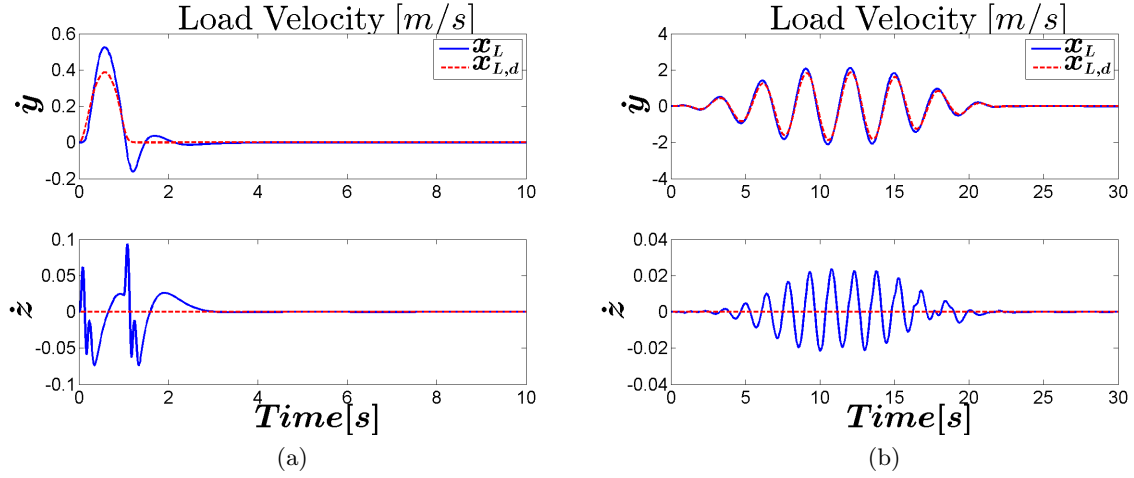 Load Velocity [m/s]
0.6
0.4
0.2
0
-0.2
ẏ
x_L
x_{L,d}
0 2 4 6 8 10
0.1
0.05
0
-0.05
-0.1
ż
0 2 4 6 8 10
Time[s]
(a)
Load Velocity [m/s]
4
2
0
-2
-4
ẏ
x_L
x_{L,d}
0 5 10 15 20 25 30
0.04
0.02
0
-0.02
-0.04
ż
0 5 10 15 20 25 30
Time[s]
(b)